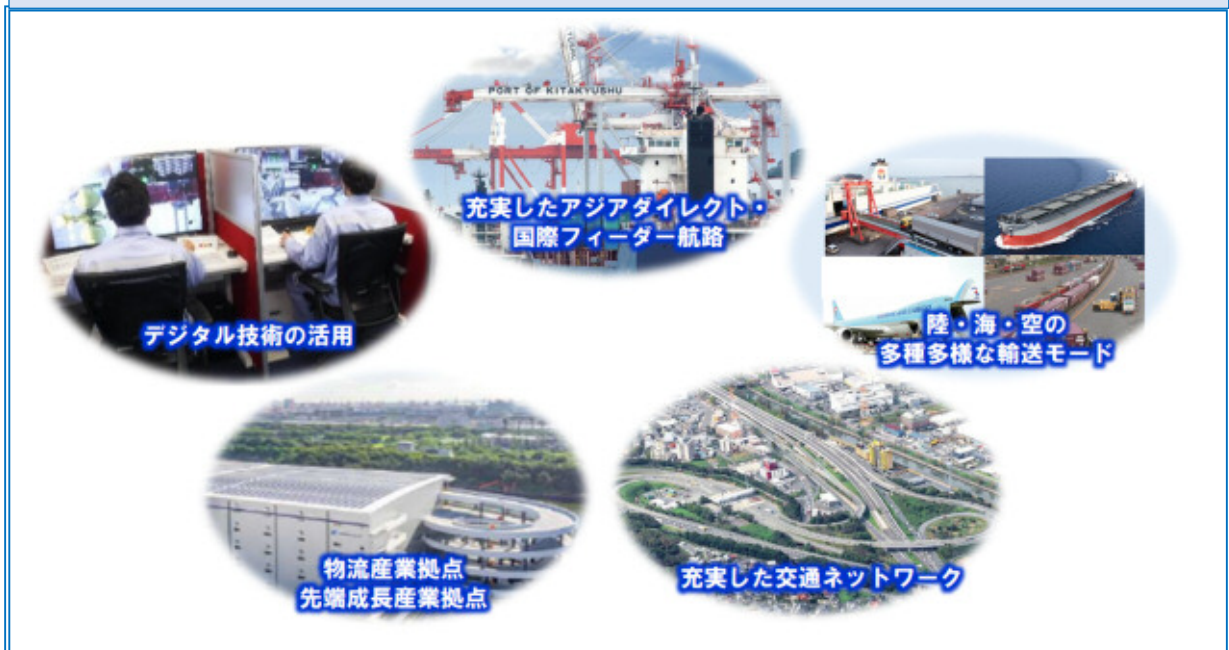 PORT OF KITAKYUSHU
充実したアジアダイレクト・
国際フィーダー航路
デジタル技術の活用
陸・海・空の
多種多様な輸送モード
物流産業拠点
先端成長産業拠点
充実した交通ネットワーク